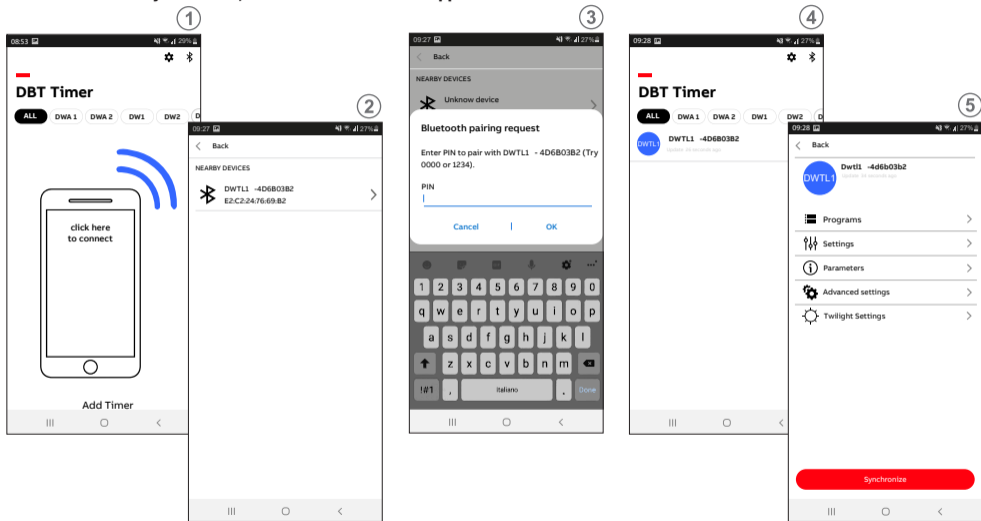 1
08:53 29%
DBT Timer
ALL DWA 1 DWA 2 DW1 DW2 D
click here
to connect
Add Timer
2
09:27 27%
Back
NEARBY DEVICES
DWTL1 -4D6B03B2
E2:C2:24:76:69:B2
3
09:27 27%
Back
NEARBY DEVICES
Unknow device
Bluetooth pairing request
Enter PIN to pair with DWTL1 - 4D6B03B2 (Try
0000 or 1234).
PIN
Cancel | OK
1 2 3 4 5 6 7 8 9 0
q w e r t y u i o p
a s d f g h j k l
z x c v b n m
!#1 , Italiano . Done
4
09:28 27%
DBT Timer
ALL DWA 1 DWA 2 DW1 DW2 D
DWTL1 DWTL1 -4D6B03B2
5
09:28 27%
Back
DWTL1 Dwtl1 -4d6b03b2
Programs
Settings
Parameters
Advanced settings
Twilight Settings
Synchronize